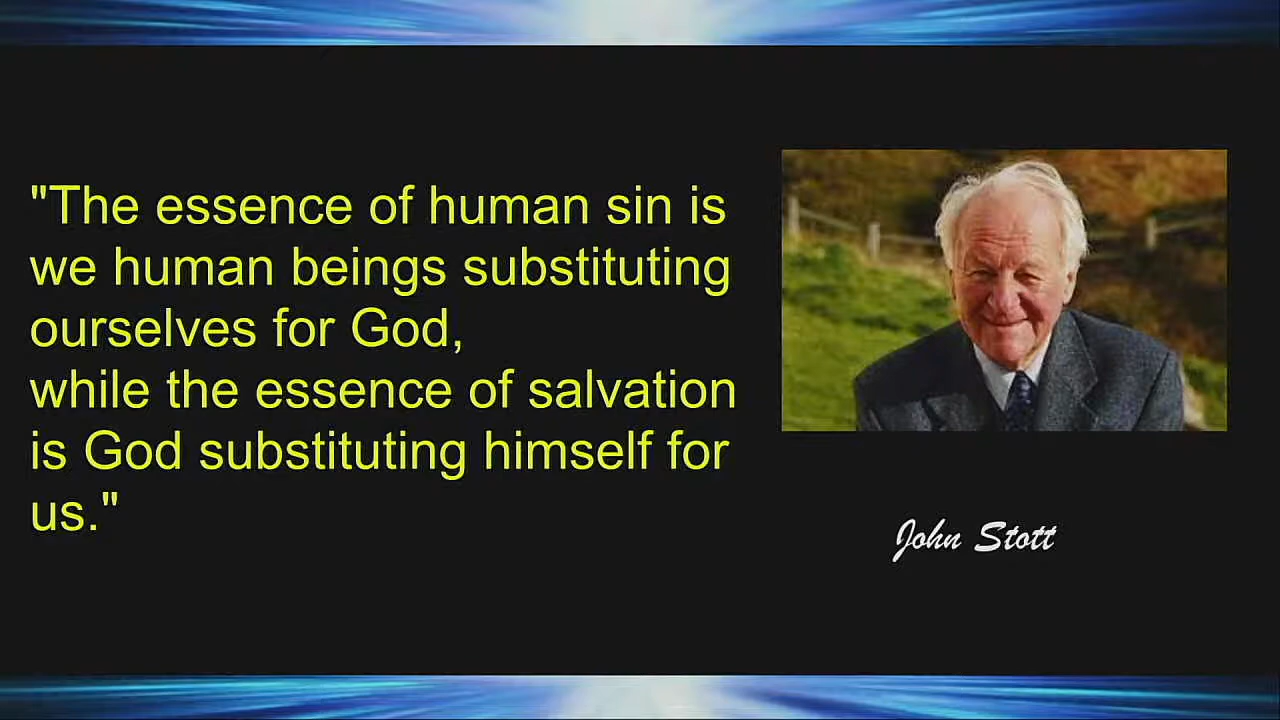 "The essence of human sin is
we human beings substituting
ourselves for God,
while the essence of salvation
is God substituting himself for
us."
John Stott